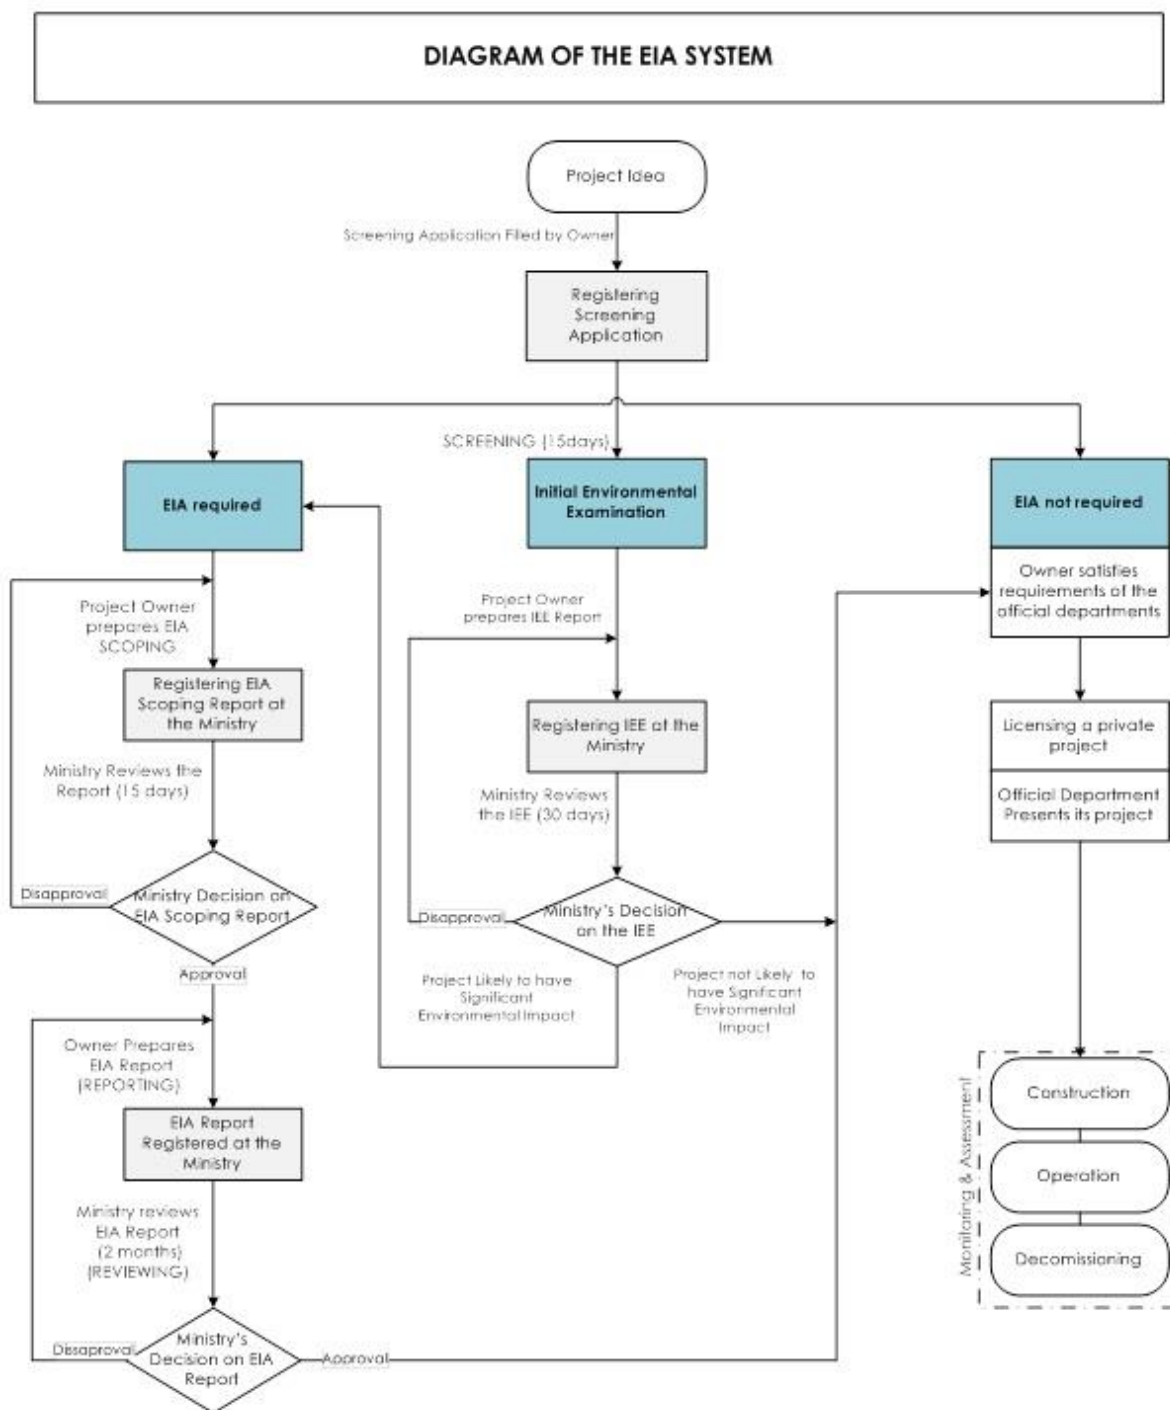 DIAGRAM OF THE EIA SYSTEM
Project Idea
Screening Application Filled by Owner
Registering
Screening
Application
SCREENING (15days)
EIA required
Initial Environmental
Examination
EIA not required
Owner satisfies
requirements of the
official departments
Project Owner
prepares EIA
SCOPING
Project Owner
prepares IEE Report
Registering EIA
Scoping Report at
the Ministry
Registering IEE at the
Ministry
Licensing a private
project
Official Department
Presents its project
Ministry Reviews the
Report (15 days)
Ministry Reviews
the IEE (30 days)
Disapproval
Ministry Decision on
EIA Scoping Report
Disapproval
Ministry's Decision
on the IEE
Approval
Project Likely to have
Significant
Environmental Impact
Project not Likely to
have Significant
Environmental
Impact
Owner Prepares
EIA Report
(REPORTING)
EIA Report
Registered at the
Ministry
Ministry reviews
EIA Report
(2 months)
(REVIEWING)
Dissaproval
Ministry's
Decision on EIA
Report
Approval
Monitoring & Assessment
Construction
Operation
Decomissioning